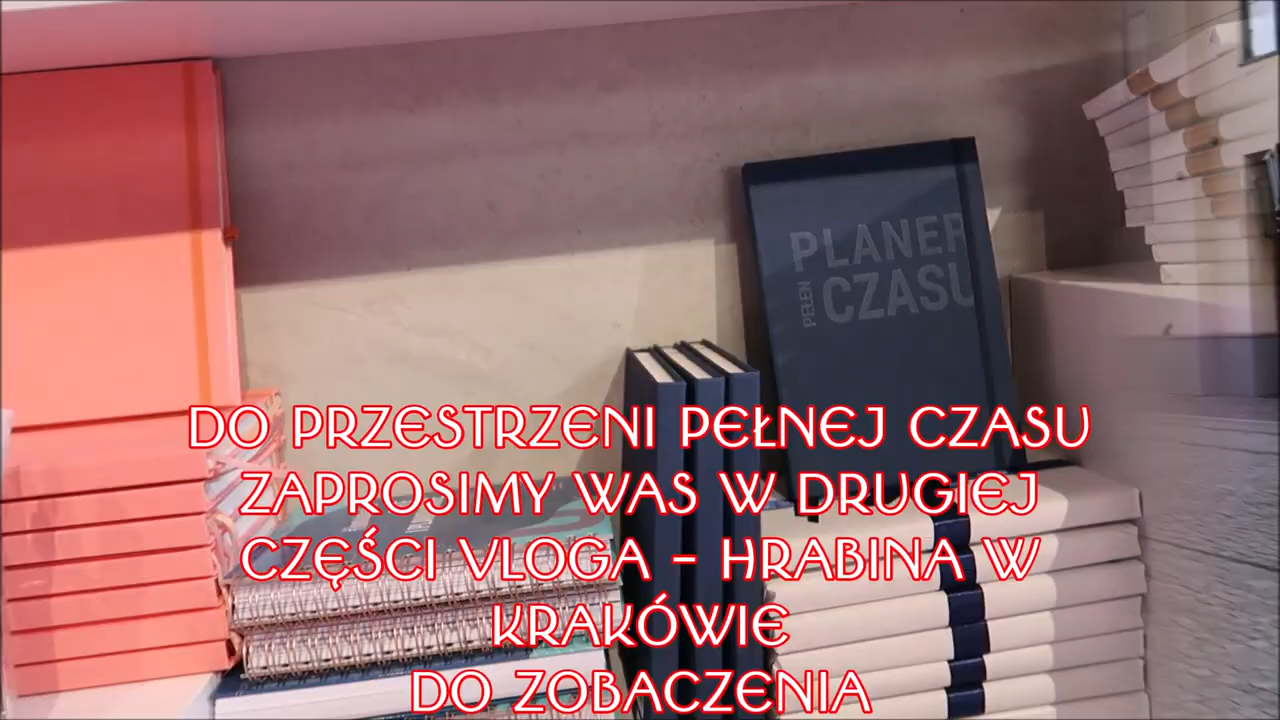 PLANER
PEŁEN
CZASU
DO PRZESTRZENI PEŁNEJ CZASU
ZAPROSIMY WAS W DRUGIEJ
CZĘŚCI VLOGA – HRABINA W
KRAKÓWIE
DO ZOBACZENIA